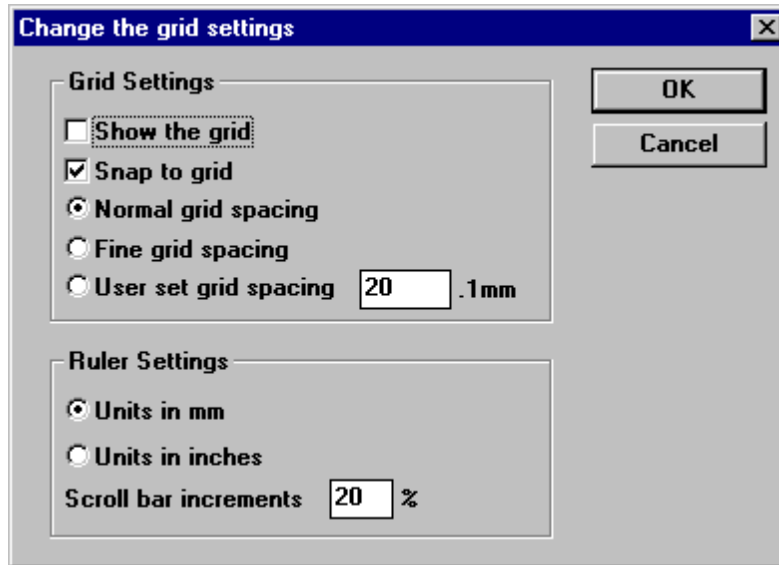 Change the grid settings
Grid Settings
OK
Show the grid
Cancel
Snap to grid
Normal grid spacing
Fine grid spacing
User set grid spacing 20 .1mm
Ruler Settings
Units in mm
Units in inches
Scroll bar increments 20 %